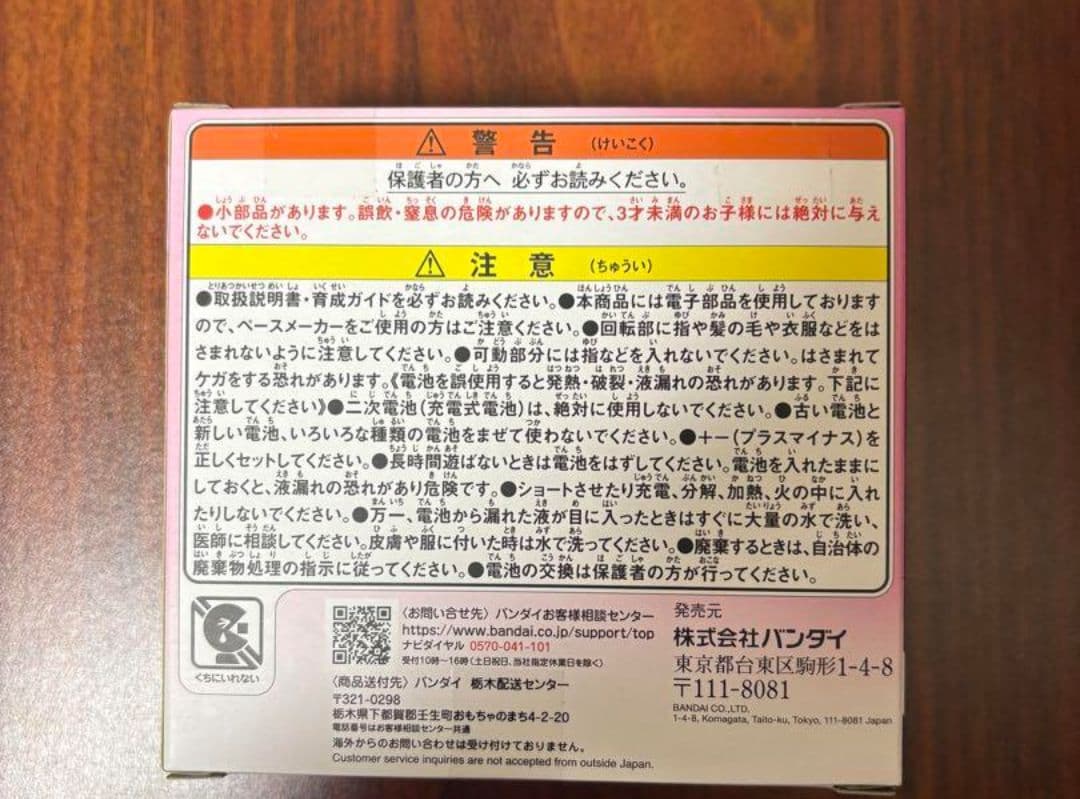 ⚠ 警告 (けいこく)
保護者の方へ 必ずお読みください。
●小部品があります。誤飲・窒息の危険がありますので、3才未満のお子様には絶対に与え
ないでください。
⚠ 注意 (ちゅうい)
●取扱説明書・育成ガイドを必ずお読みください。●本商品には電子部品を使用しております
ので、ペースメーカーをご使用の方はご注意ください。●回転部に指や髪の毛や衣服などをは
さまれないように注意してください。●可動部分には指などを入れないでください。はさまれて
ケガをする恐れがあります。《電池を誤使用すると発熱・破裂・液漏れの恐れがあります。下記に
注意してください》●二次電池(充電式電池)は、絶対に使用しないでください。●古い電池と
新しい電池、いろいろな種類の電池をまぜて使わないでください。●+-(プラスマイナス)を
正しくセットしてください。●長時間遊ばないときは電池をはずしてください。電池を入れたままに
しておくと、液漏れの恐れがあり危険です。●ショートさせたり充電、分解、加熱、火の中に入れ
たりしないでください。●万一、電池から漏れた液が目に入ったときはすぐに大量の水で洗い、
医師に相談してください。皮膚や服に付いた時は水で洗ってください。●廃棄するときは、自治体の
廃棄物処理の指示に従ってください。●電池の交換は保護者の方が行ってください。
くちにいれない
〈お問い合せ先〉バンダイお客様相談センター
https://www.bandai.co.jp/support/top
ナビダイヤル 0570-041-101
受付10時〜16時(土日祝日、当社指定休業日を除く)
〈商品送付先〉バンダイ 栃木配送センター
〒321-0298
栃木県下都賀郡壬生町おもちゃのまち4-2-20
電話番号はお客様相談センター共通
海外からのお問い合わせは受け付けておりません。
Customer service inquiries are not accepted from outside Japan.
発売元
株式会社バンダイ
東京都台東区駒形1-4-8
〒111-8081
BANDAI CO.,LTD.
1-4-8, Komagata, Taito-ku, Tokyo, 111-8081 Japan